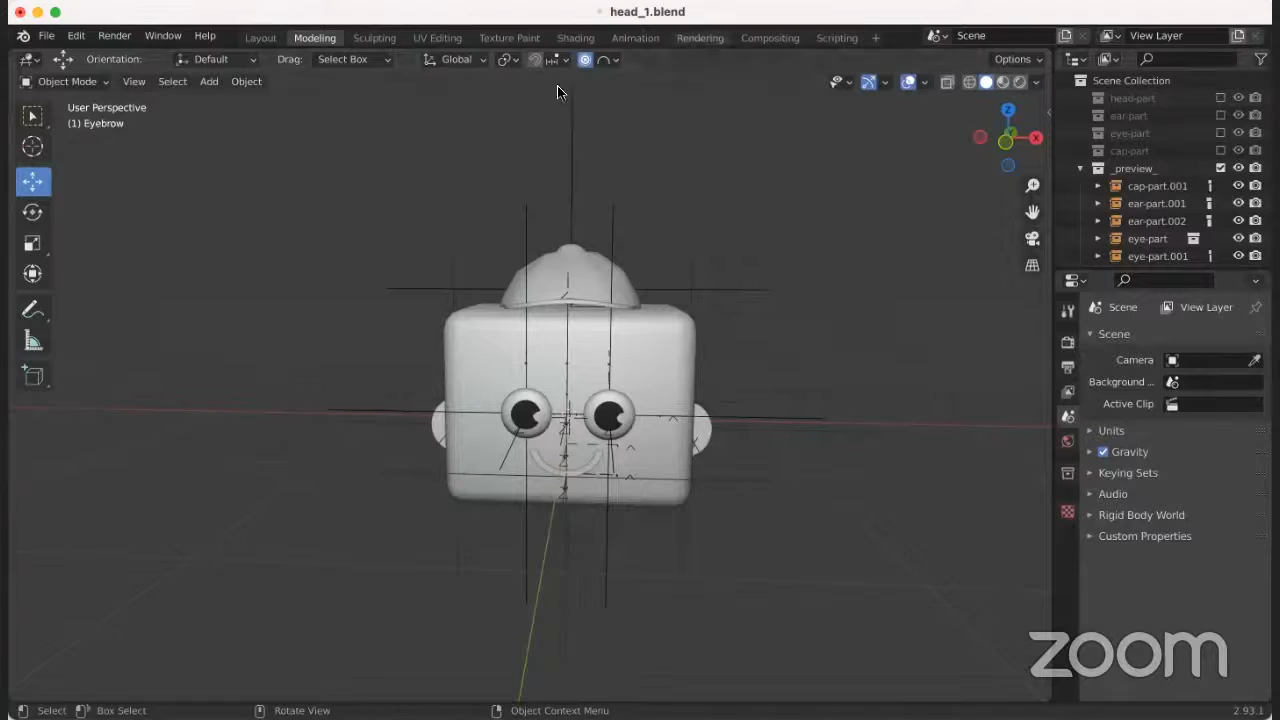 head_1.blend
File Edit Render Window Help Layout Modeling Sculpting UV Editing Texture Paint Shading Animation Rendering Compositing Scripting + Scene View Layer
Orientation: Default Drag: Select Box Global Options
Object Mode View Select Add Object
User Perspective
(1) Eyebrow
Z
X
Y
Scene Collection
head-part
ear-part
eye-part
cap-part
_preview_
cap-part.001
ear-part.001
ear-part.002
eye-part
eye-part.001
Scene View Layer
Scene
Camera
Background ...
Active Clip
Units
Gravity
Keying Sets
Audio
Rigid Body World
Custom Properties
zoom
Select Box Select Rotate View Object Context Menu 2.93.1